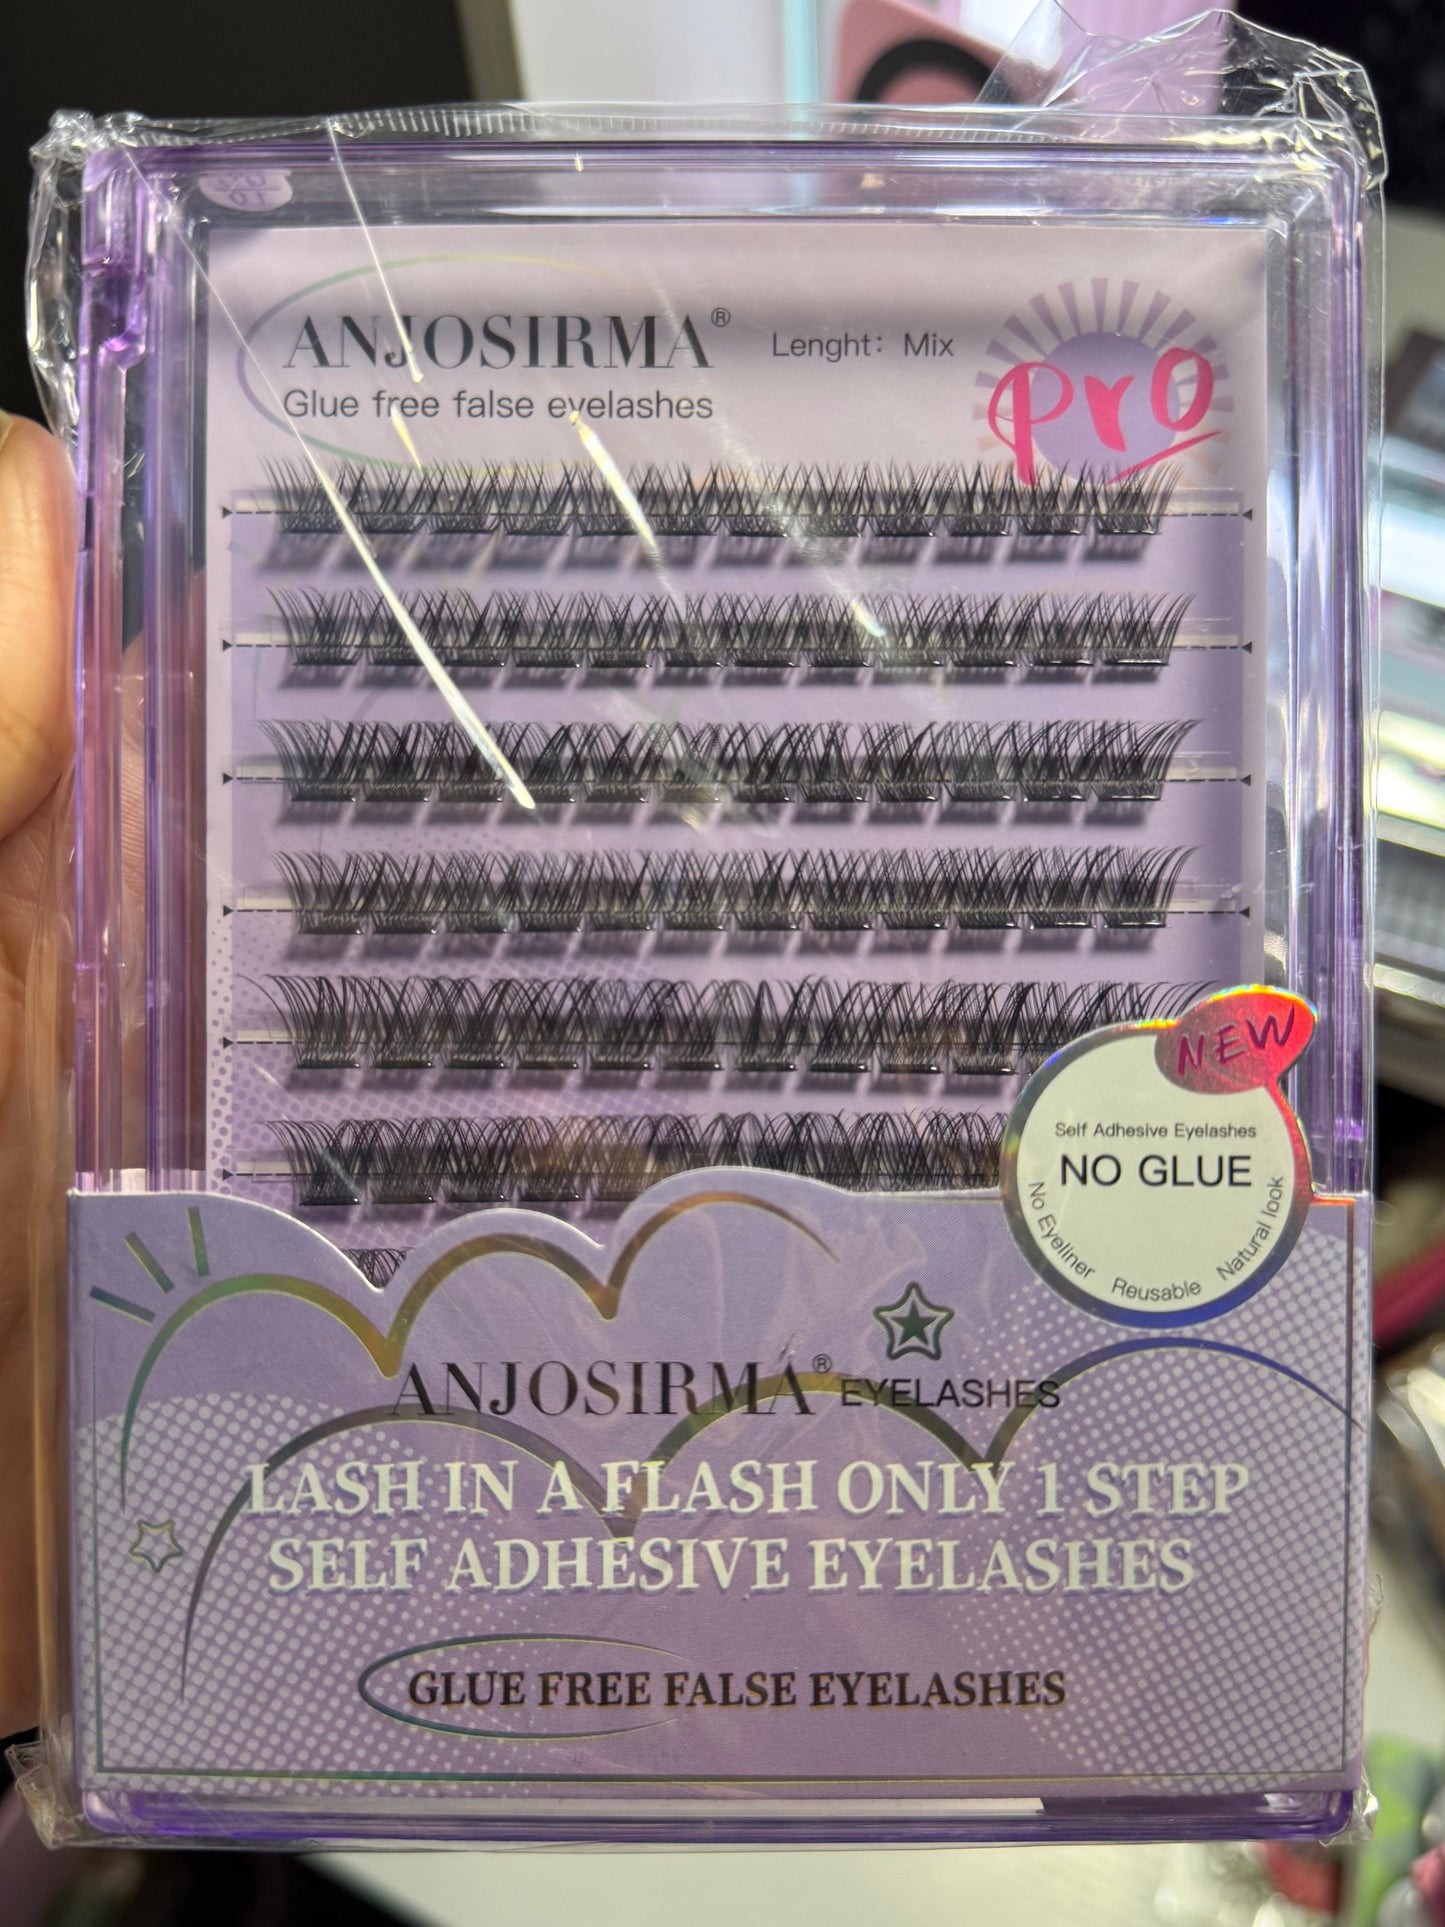 ANJOSIRMA®
Lenght: Mix
Glue free false eyelashes
Pro
NEW
Self Adhesive Eyelashes
NO GLUE
No Eyeliner Reusable Natural look
ANJOSIRMA® EYELASHES
LASH IN A FLASH ONLY 1 STEP
SELF ADHESIVE EYELASHES
GLUE FREE FALSE EYELASHES